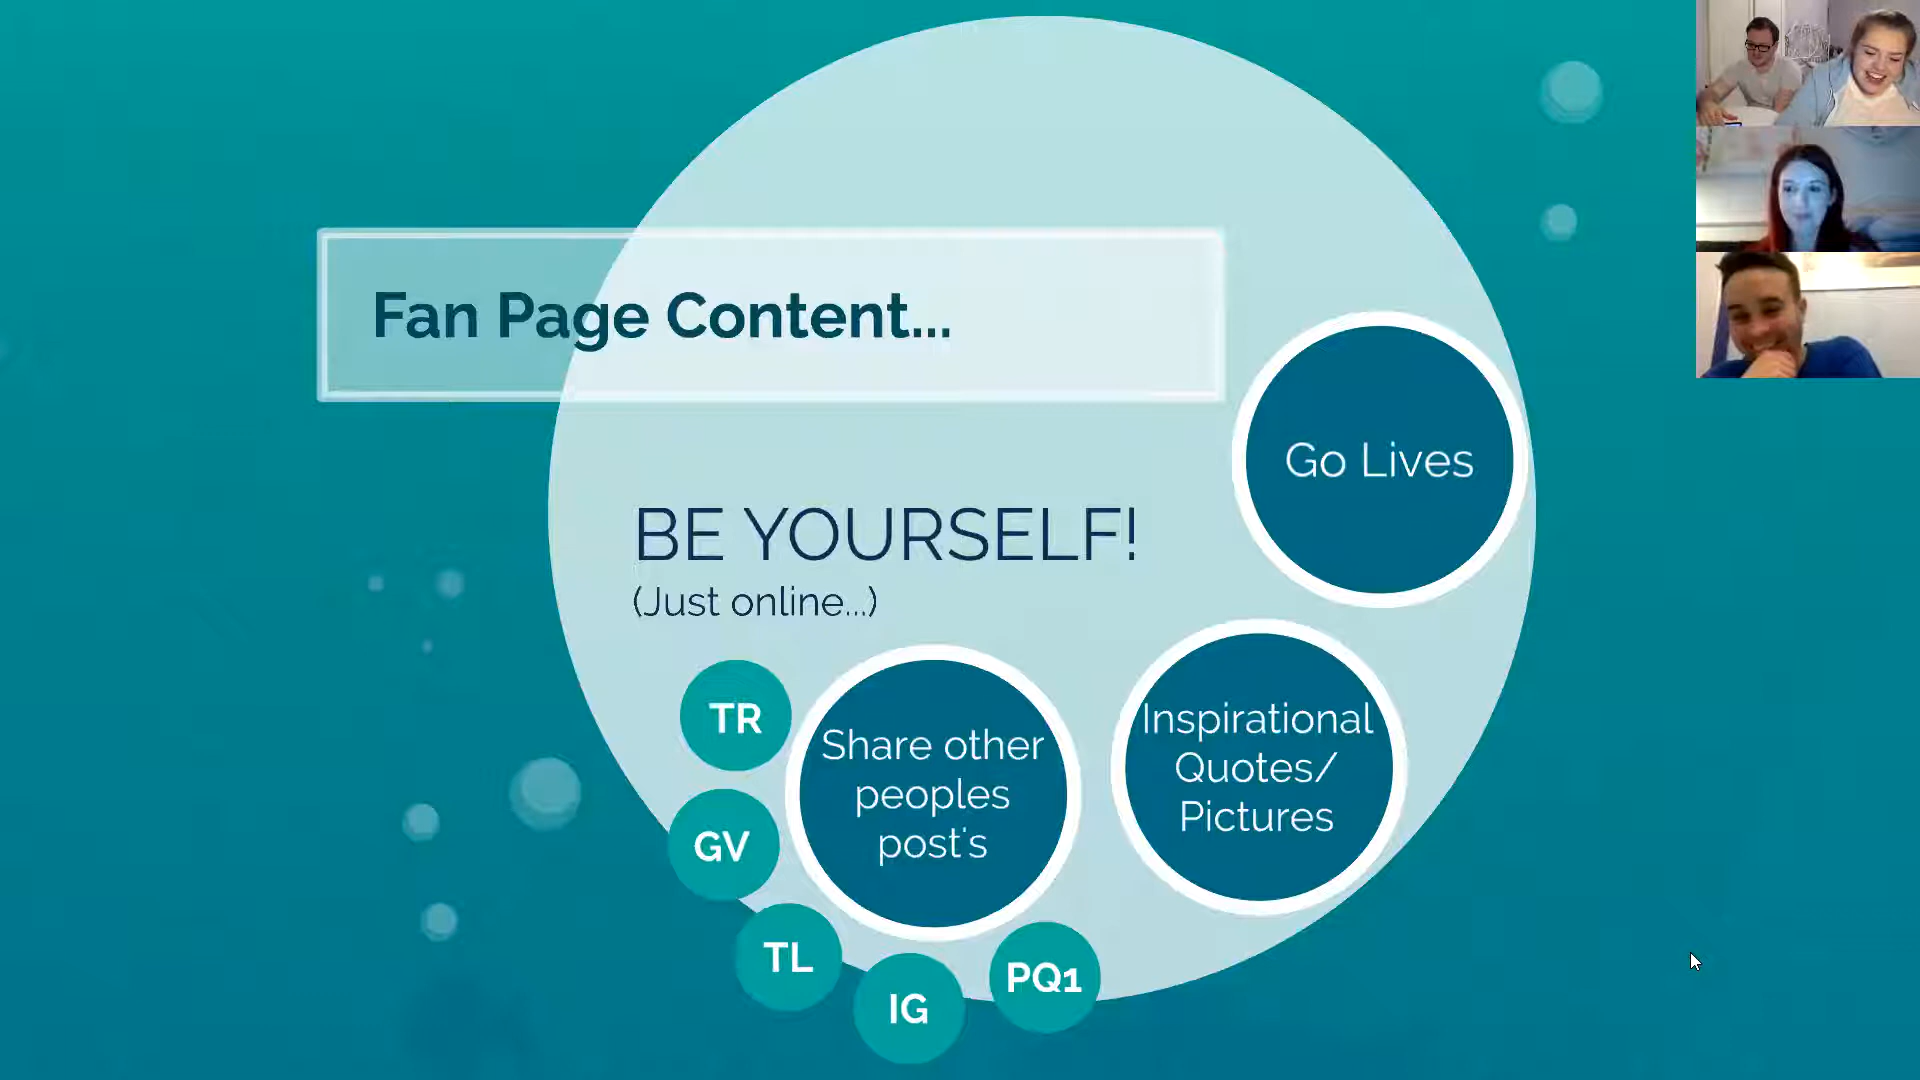 Fan Page Content...
Go Lives
BE YOURSELF!
(Just online...)
Inspirational
Quotes/
Pictures
Share other
peoples
post's
TR
GV
TL
IG
PQ1